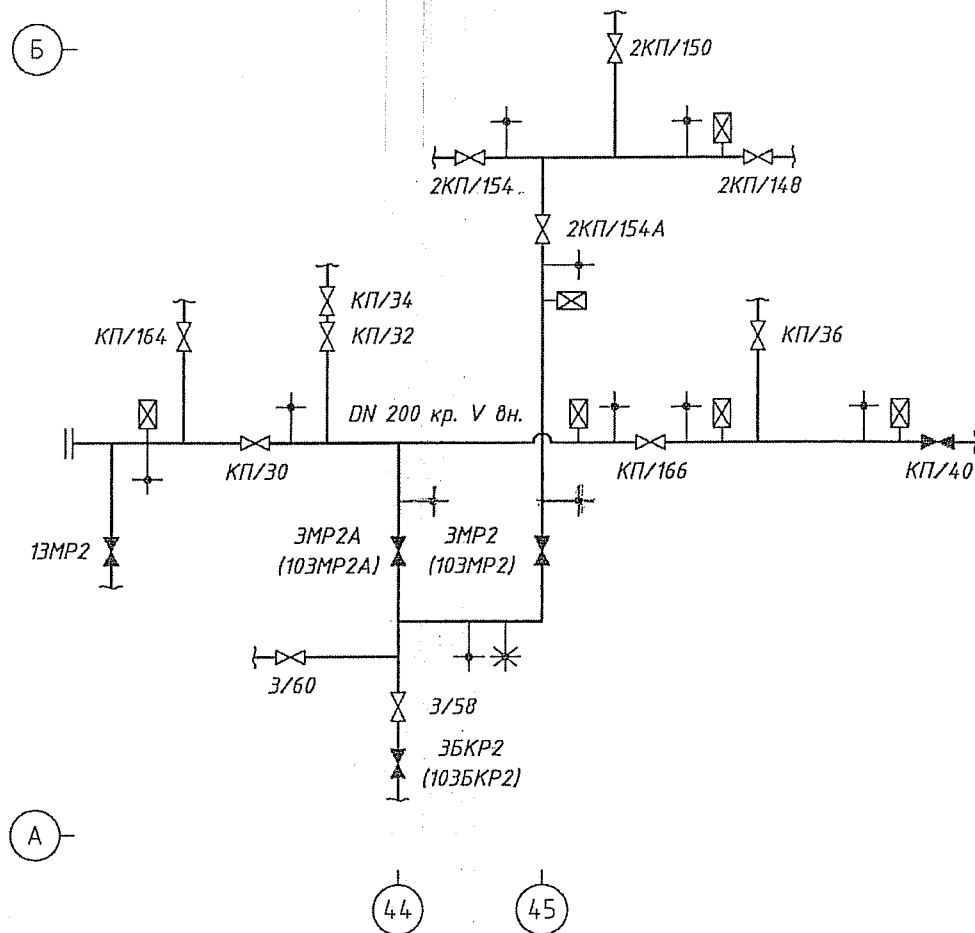 Б
2КП/150
2КП/154
2КП/148
2КП/154А
КП/34
КП/164
КП/32
КП/36
DN 200 кр. V вн.
КП/30
КП/166
КП/40
13МР2
3МР2А
(103МР2А)
3МР2
(103МР2)
3/60
3/58
3БКР2
(103БКР2)
А
44
45